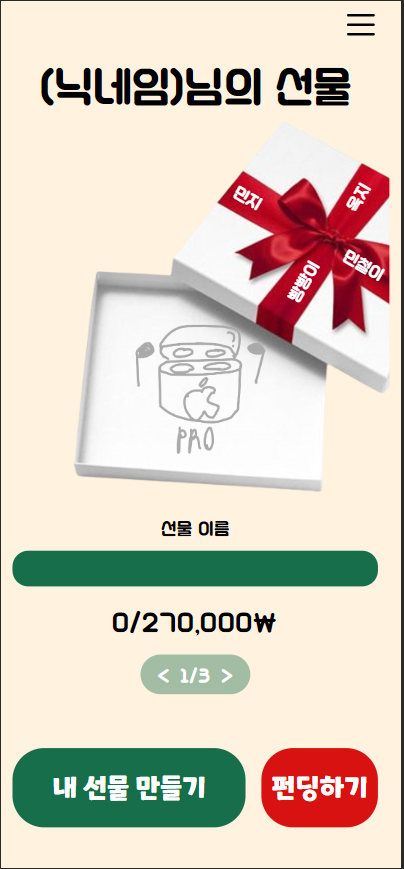 (닉네임)님의 선물
민지
옥지
빵빵이
민철이
PRO
선물 이름
0/270,000₩
< 1/3 >
내 선물 만들기
펀딩하기